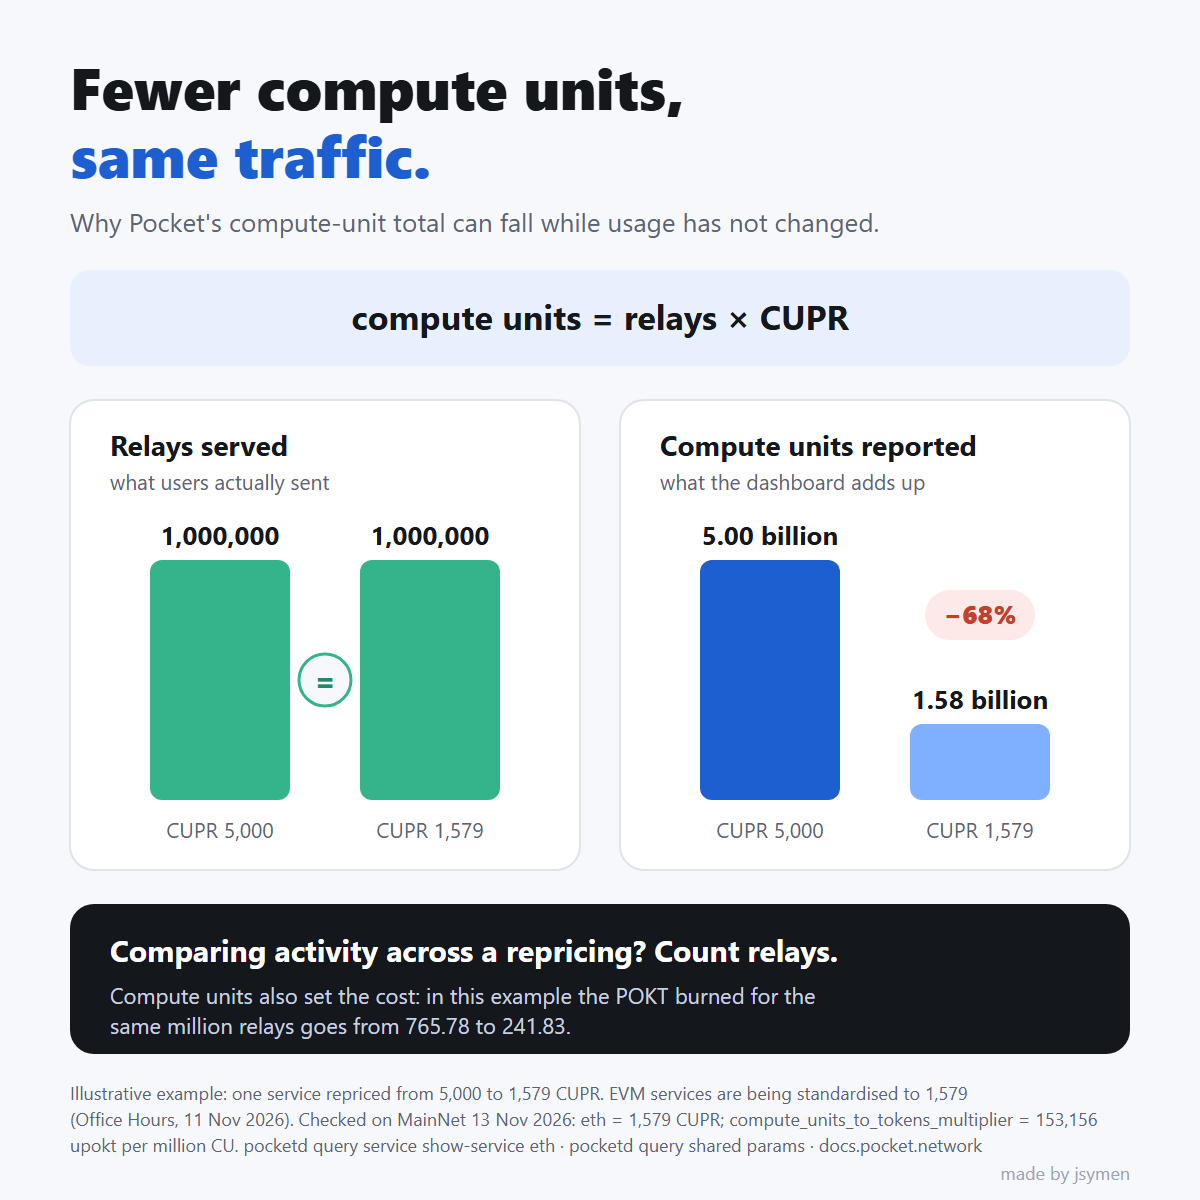 Fewer compute units,
same traffic.
Why Pocket's compute-unit total can fall while usage has not changed.
compute units = relays × CUPR
Relays served
what users actually sent
1,000,000
1,000,000
=
CUPR 5,000
CUPR 1,579
Compute units reported
what the dashboard adds up
5.00 billion
−68%
1.58 billion
CUPR 5,000
CUPR 1,579
Comparing activity across a repricing? Count relays.
Compute units also set the cost: in this example the POKT burned for the
same million relays goes from 765.78 to 241.83.
Illustrative example: one service repriced from 5,000 to 1,579 CUPR. EVM services are being standardised to 1,579
(Office Hours, 11 Nov 2026). Checked on MainNet 13 Nov 2026: eth = 1,579 CUPR; compute_units_to_tokens_multiplier = 153,156
upokt per million CU. pocketd query service show-service eth · pocketd query shared params · docs.pocket.network
made by jsymen